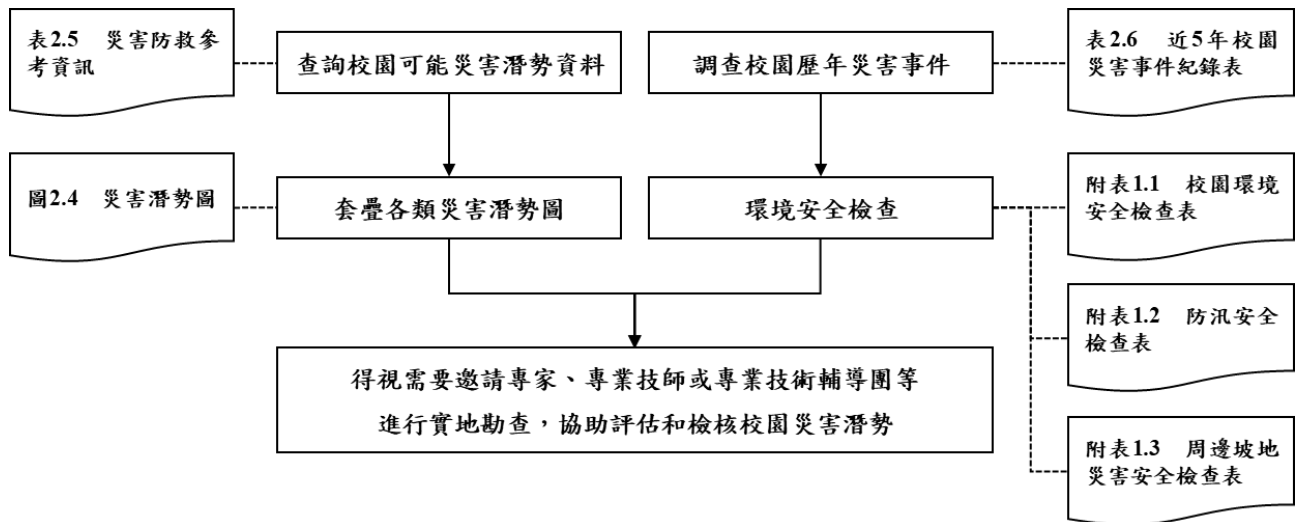 表2.5 災害防救參
考資訊
查詢校園可能災害潛勢資料
調查校園歷年災害事件
表2.6 近5年校園
災害事件紀錄表
圖2.4 災害潛勢圖
套疊各類災害潛勢圖
環境安全檢查
附表1.1 校園環境
安全檢查表
附表1.2 防汛安全
檢查表
得視需要邀請專家、專業技師或專業技術輔導團等
進行實地勘查，協助評估和檢核校園災害潛勢
附表1.3 周邊坡地
災害安全檢查表